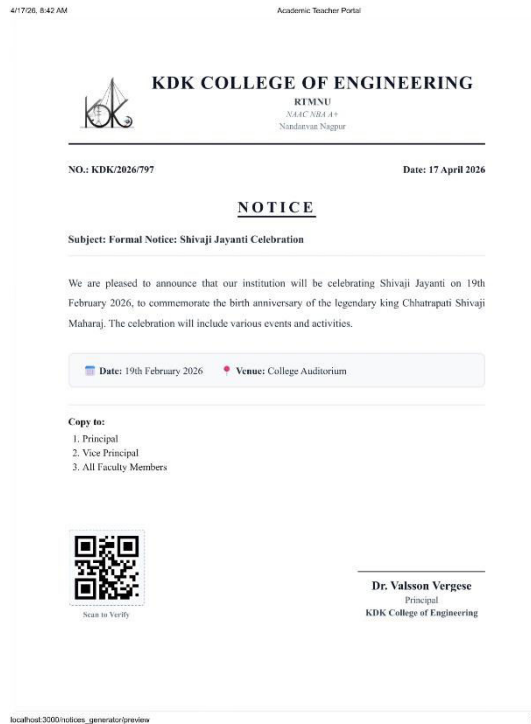 4/17/26, 8:42 AM
Academic Teacher Portal
KDK
KDK COLLEGE OF ENGINEERING
RTMNU
NAAC NBA A+
Nandanvan Nagpur
NO.: KDK/2026/797
Date: 17 April 2026
NOTICE
Subject: Formal Notice: Shivaji Jayanti Celebration
We are pleased to announce that our institution will be celebrating Shivaji Jayanti on 19th
February 2026, to commemorate the birth anniversary of the legendary king Chhatrapati Shivaji
Maharaj. The celebration will include various events and activities.
Date: 19th February 2026 Venue: College Auditorium
Copy to:
1. Principal
2. Vice Principal
3. All Faculty Members
Scan to Verify
Dr. Valsson Vergese
Principal
KDK College of Engineering
localhost:3000/notices_generator/preview